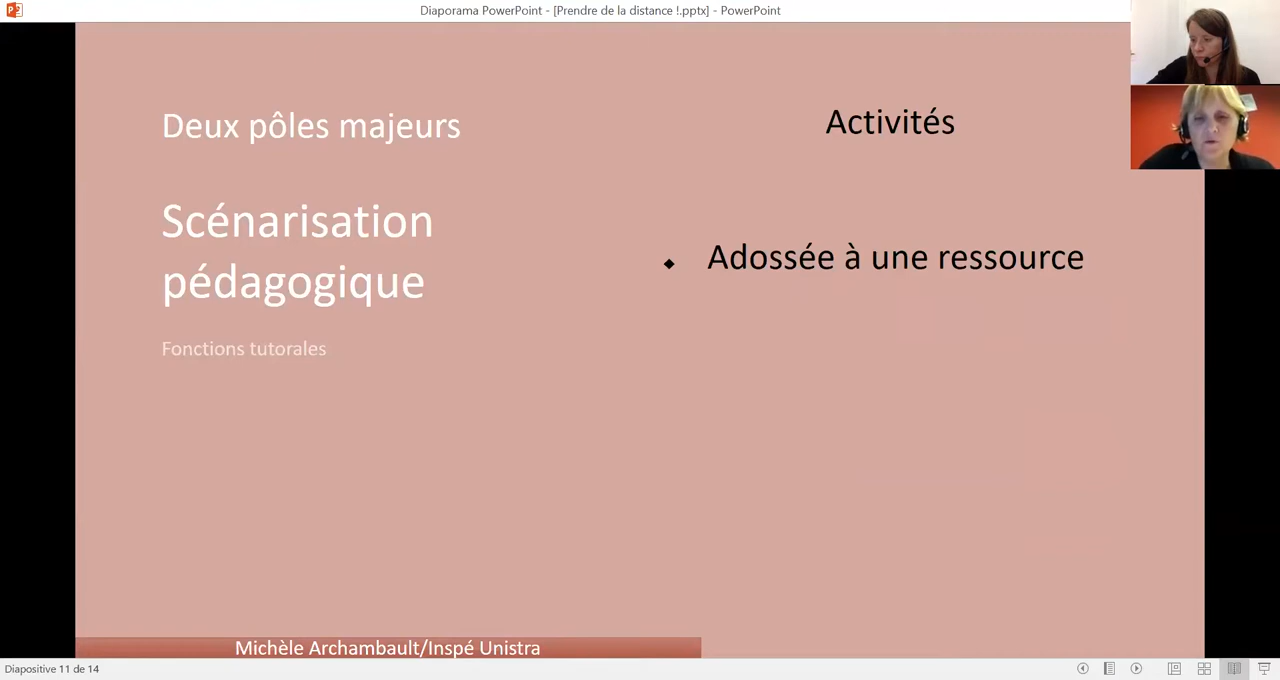 Diaporama PowerPoint - [Prendre de la distance !.pptx] - PowerPoint
Deux pôles majeurs
Scénarisation
pédagogique
Fonctions tutorales
Activités
Adossée à une ressource
Michèle Archambault/Inspé Unistra
Diapositive 11 de 14